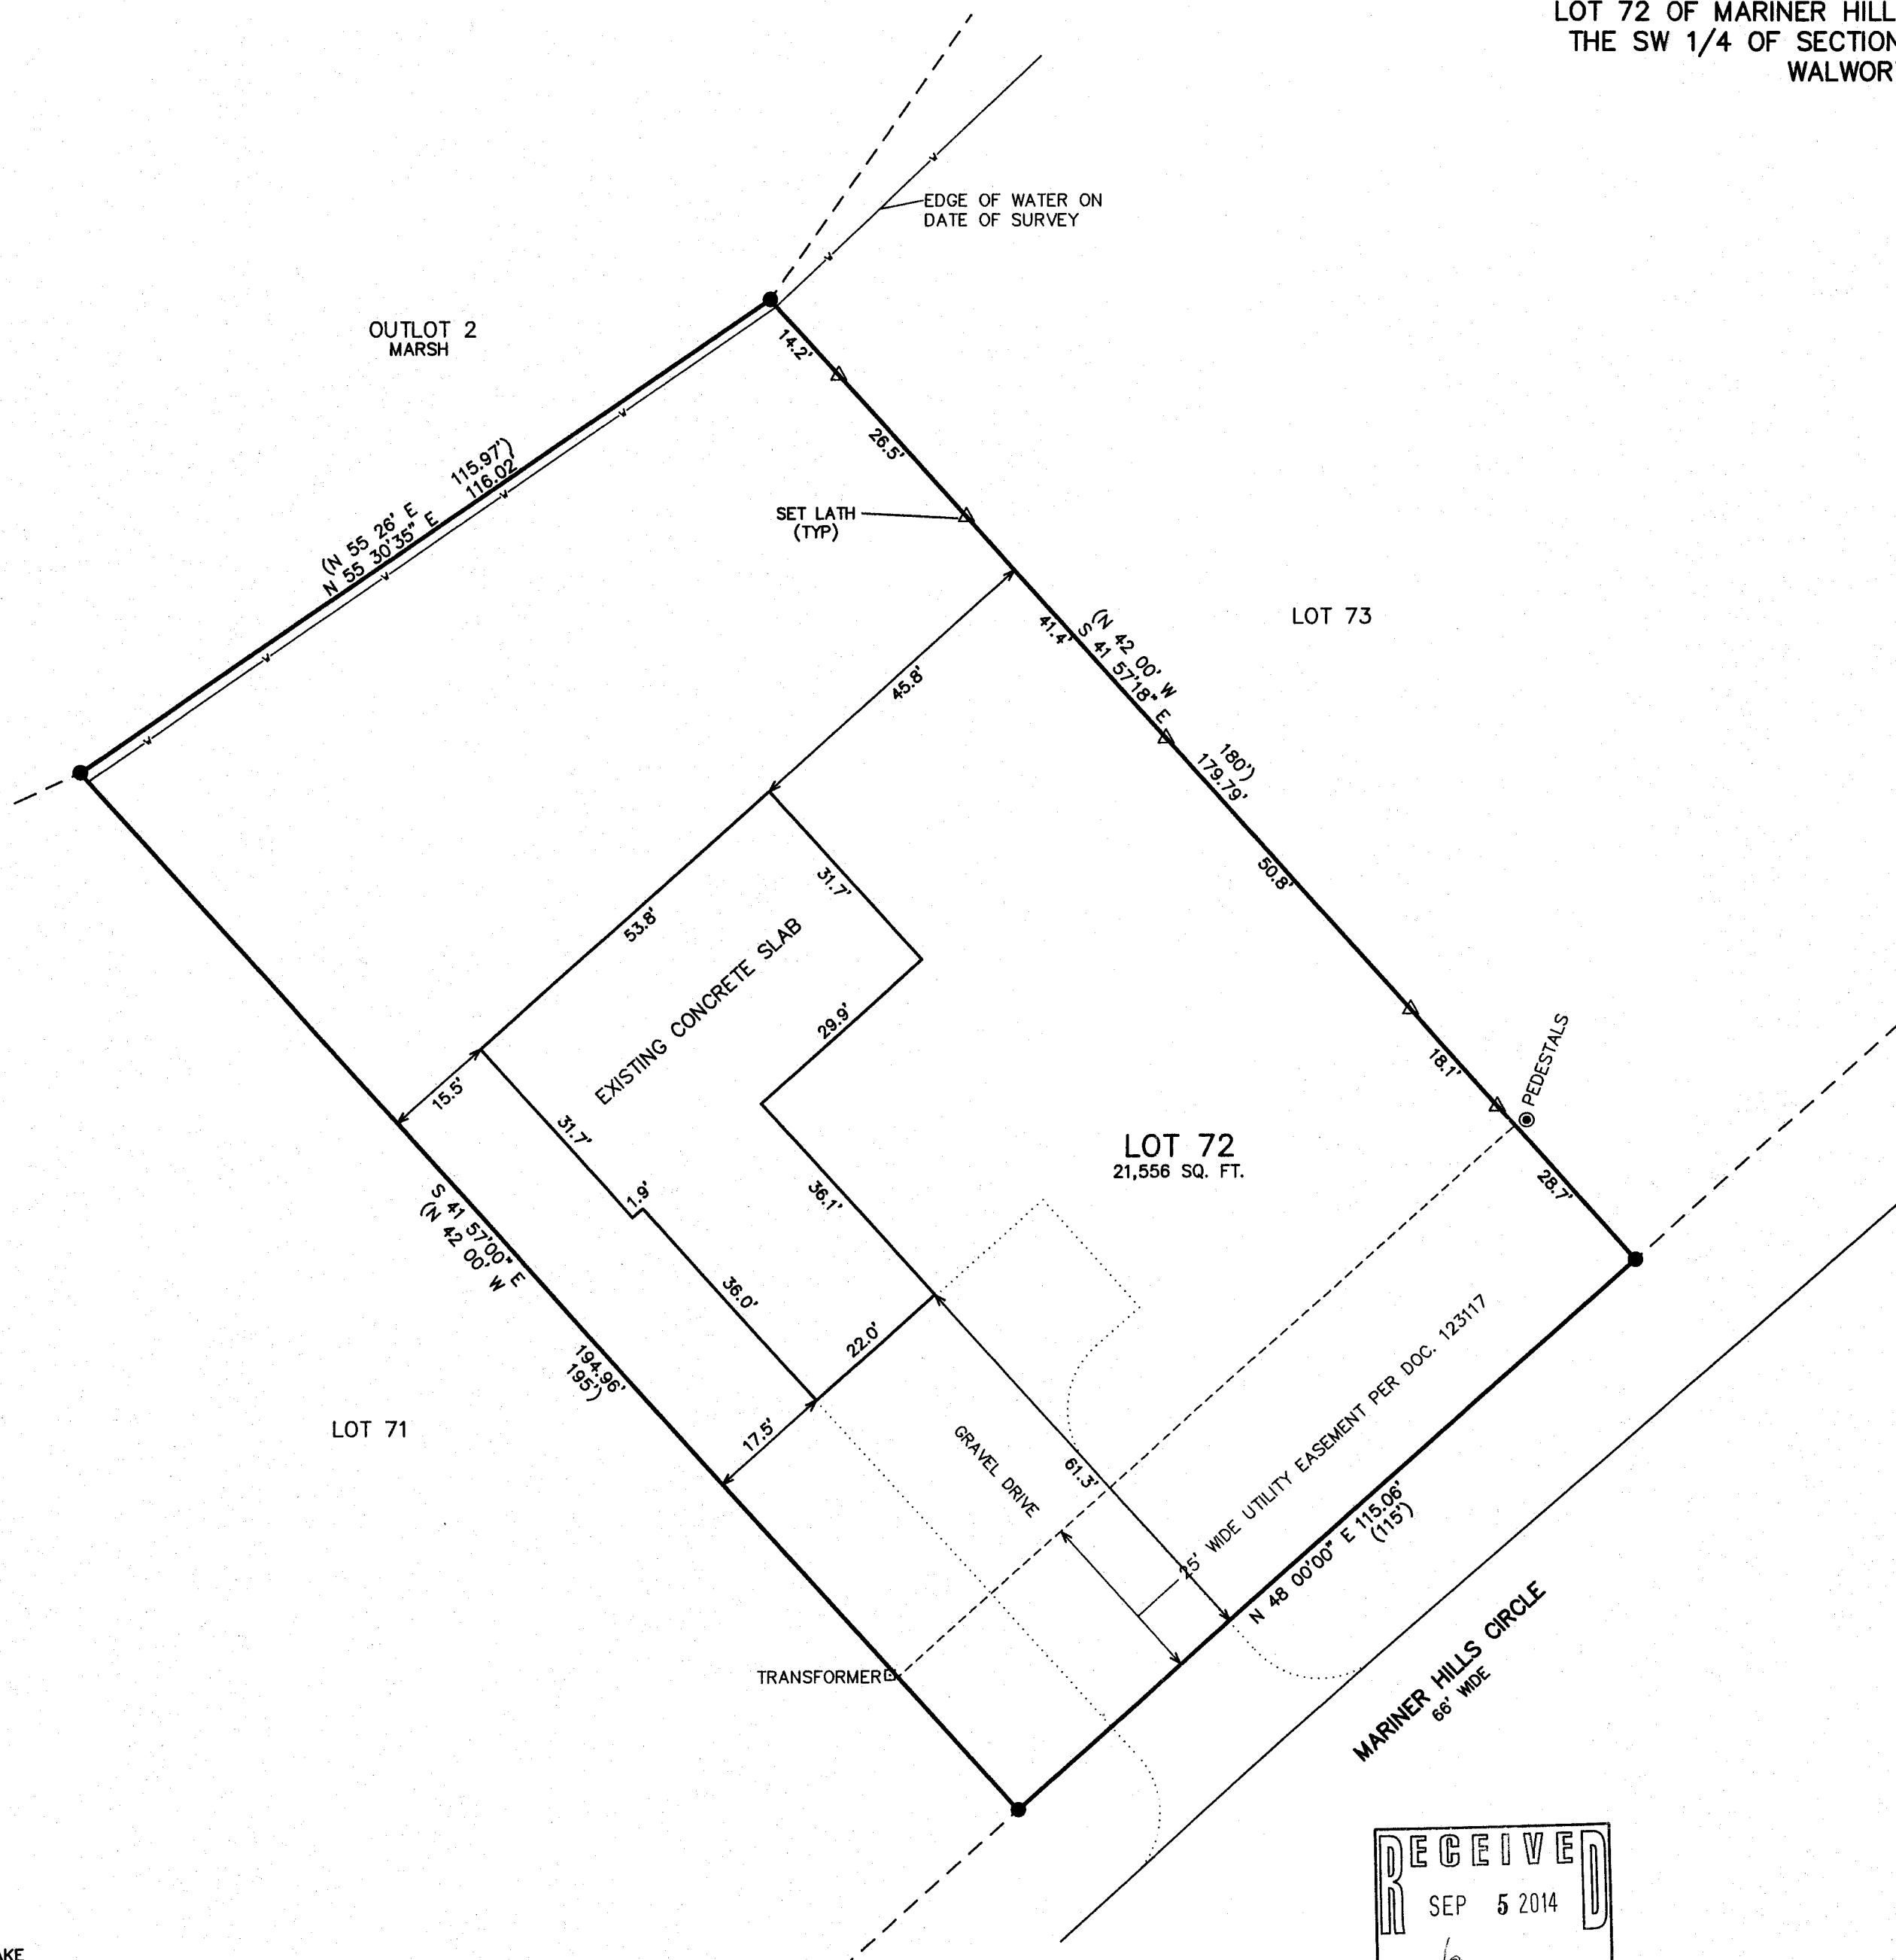 LOT 72 OF MARINER HILL
THE SW 1/4 OF SECTION
WALWOR
EDGE OF WATER ON
DATE OF SURVEY
OUTLOT 2
MARSH
14.2'
26.5'
(N 55 26' E 115.97')
N 55 30'35" E 116.02'
SET LATH
(TYP)
LOT 73
41.4'
(N 42 00' W 180')
S 41 57'18" E 179.79'
45.8'
31.7'
50.8'
53.8'
EXISTING CONCRETE SLAB
29.9'
15.5'
31.7'
18.1'
PEDESTALS
LOT 72
21,556 SQ. FT.
1.9'
36.1'
28.7'
S 41 57'00" E 194.96'
(N 42 00' W 195')
36.0'
22.0'
LOT 71
17.5'
GRAVEL DRIVE
61.3'
25' WIDE UTILITY EASEMENT PER DOC. 123117
N 48 00'00" E 115.06'
(115')
TRANSFORMER
MARINER HILLS CIRCLE
66' WIDE
RECEIVED
SEP 5 2014
AKE